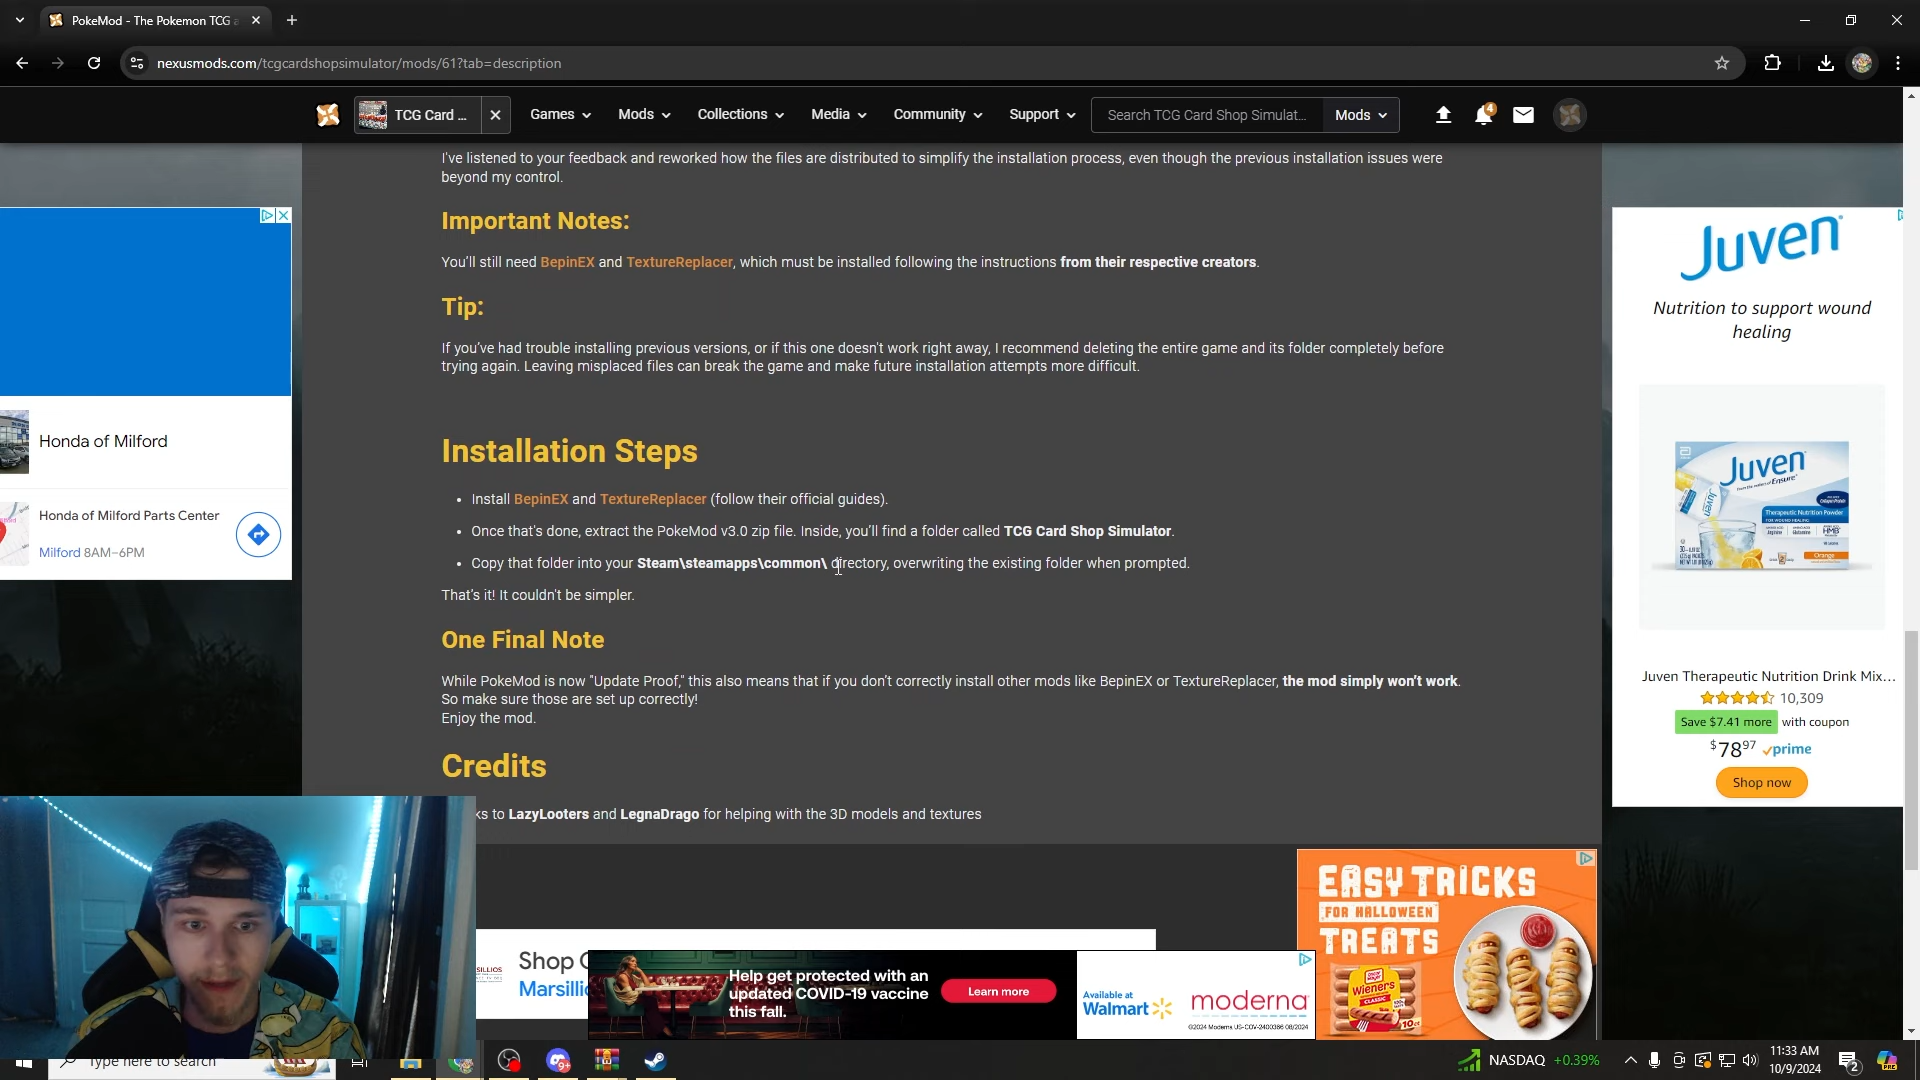 PokeMod - The Pokemon TCG
nexusmods.com/tcgcardshopsimulator/mods/61?tab=description
TCG Card ...
Games
Mods
Collections
Media
Community
Support
Search TCG Card Shop Simulat...
Mods
4
I've listened to your feedback and reworked how the files are distributed to simplify the installation process, even though the previous installation issues were
beyond my control.
Important Notes:
You'll still need BepinEX and TextureReplacer, which must be installed following the instructions from their respective creators.
Tip:
If you've had trouble installing previous versions, or if this one doesn't work right away, I recommend deleting the entire game and its folder completely before
trying again. Leaving misplaced files can break the game and make future installation attempts more difficult.
Installation Steps
• Install BepinEX and TextureReplacer (follow their official guides).
• Once that's done, extract the PokeMod v3.0 zip file. Inside, you'll find a folder called TCG Card Shop Simulator.
• Copy that folder into your Steam\steamapps\common\ directory, overwriting the existing folder when prompted.
That's it! It couldn't be simpler.
One Final Note
While PokeMod is now "Update Proof," this also means that if you don't correctly install other mods like BepinEX or TextureReplacer, the mod simply won't work.
So make sure those are set up correctly!
Enjoy the mod.
Credits
ks to LazyLooters and LegnaDrago for helping with the 3D models and textures
Honda of Milford
Honda of Milford Parts Center
Milford 8AM–6PM
Juven
Nutrition to support wound
healing
Juven
Therapeutic Nutrition Powder
Orange
Juven Therapeutic Nutrition Drink Mix...
10,309
Save $7.41 more with coupon
$7897 prime
Shop now
SILLIOS
Shop
Marsilli
Help get protected with an
updated COVID-19 vaccine
this fall.
Learn more
Available at
Walmart
moderna
©2024 Moderna US-COV-2400366 08/2024
EASY TRICKS
FOR HALLOWEEN
TREATS
Wieners
CLASSIC
Type here to search
9+
NASDAQ +0.39%
11:33 AM
10/9/2024
2
PRE